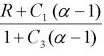 R + C₁ (α − 1)
1 + C₃ (α − 1)